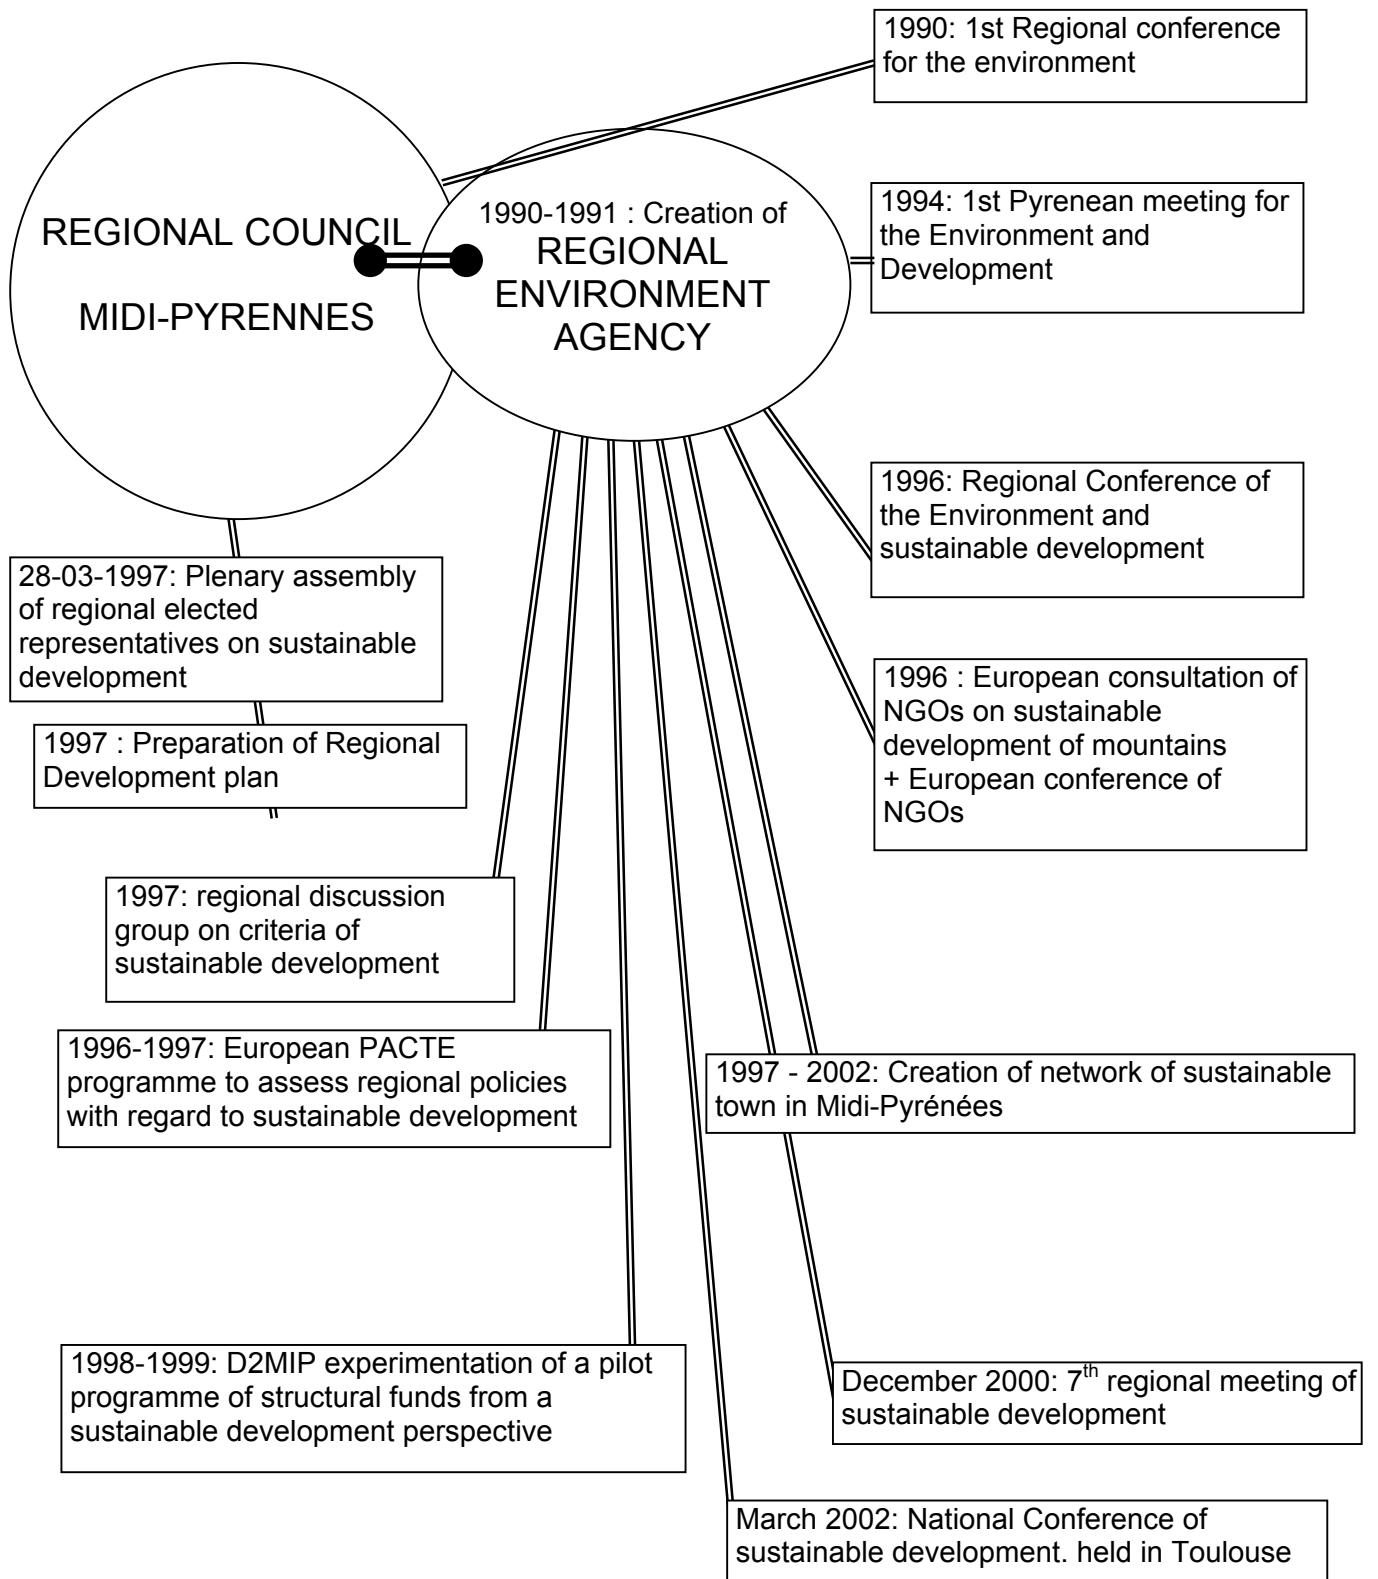 1990: 1st Regional conference
for the environment
REGIONAL COUNCIL
MIDI-PYRENNES
1990-1991 : Creation of
REGIONAL
ENVIRONMENT
AGENCY
1994: 1st Pyrenean meeting for
the Environment and
Development
1996: Regional Conference of
the Environment and
sustainable development
28-03-1997: Plenary assembly
of regional elected
representatives on sustainable
development
1996 : European consultation of
NGOs on sustainable
development of mountains
+ European conference of
NGOs
1997 : Preparation of Regional
Development plan
1997: regional discussion
group on criteria of
sustainable development
1996-1997: European PACTE
programme to assess regional policies
with regard to sustainable development
1997 - 2002: Creation of network of sustainable
town in Midi-Pyrénées
1998-1999: D2MIP experimentation of a pilot
programme of structural funds from a
sustainable development perspective
December 2000: 7th regional meeting of
sustainable development
March 2002: National Conference of
sustainable development. held in Toulouse